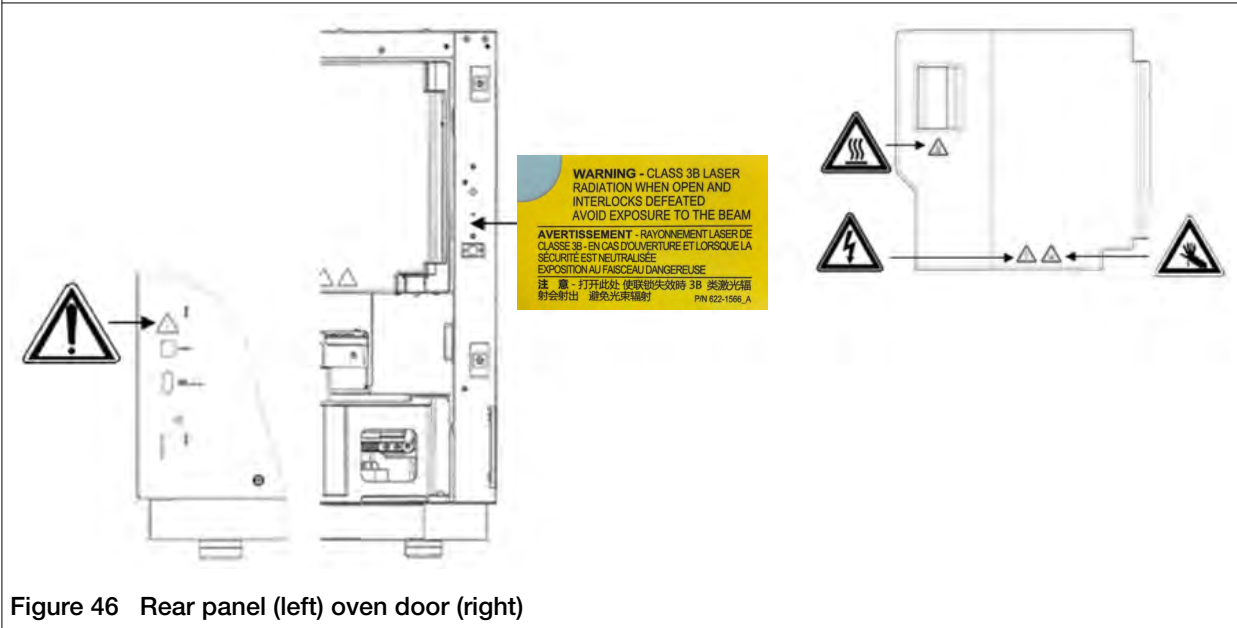 WARNING - CLASS 3B LASER
RADIATION WHEN OPEN AND
INTERLOCKS DEFEATED
AVOID EXPOSURE TO THE BEAM
AVERTISSEMENT - RAYONNEMENT LASER DE
CLASSE 3B - EN CAS D'OUVERTURE ET LORSQUE LA
SÉCURITÉ EST NEUTRALISÉE
EXPOSITION AU FAISCEAU DANGEREUSE
注 意 - 打开此处 使联锁失效時 3B 类激光辐
射会射出 避免光束辐射 P/N 622-1566_A
Figure 46 Rear panel (left) oven door (right)